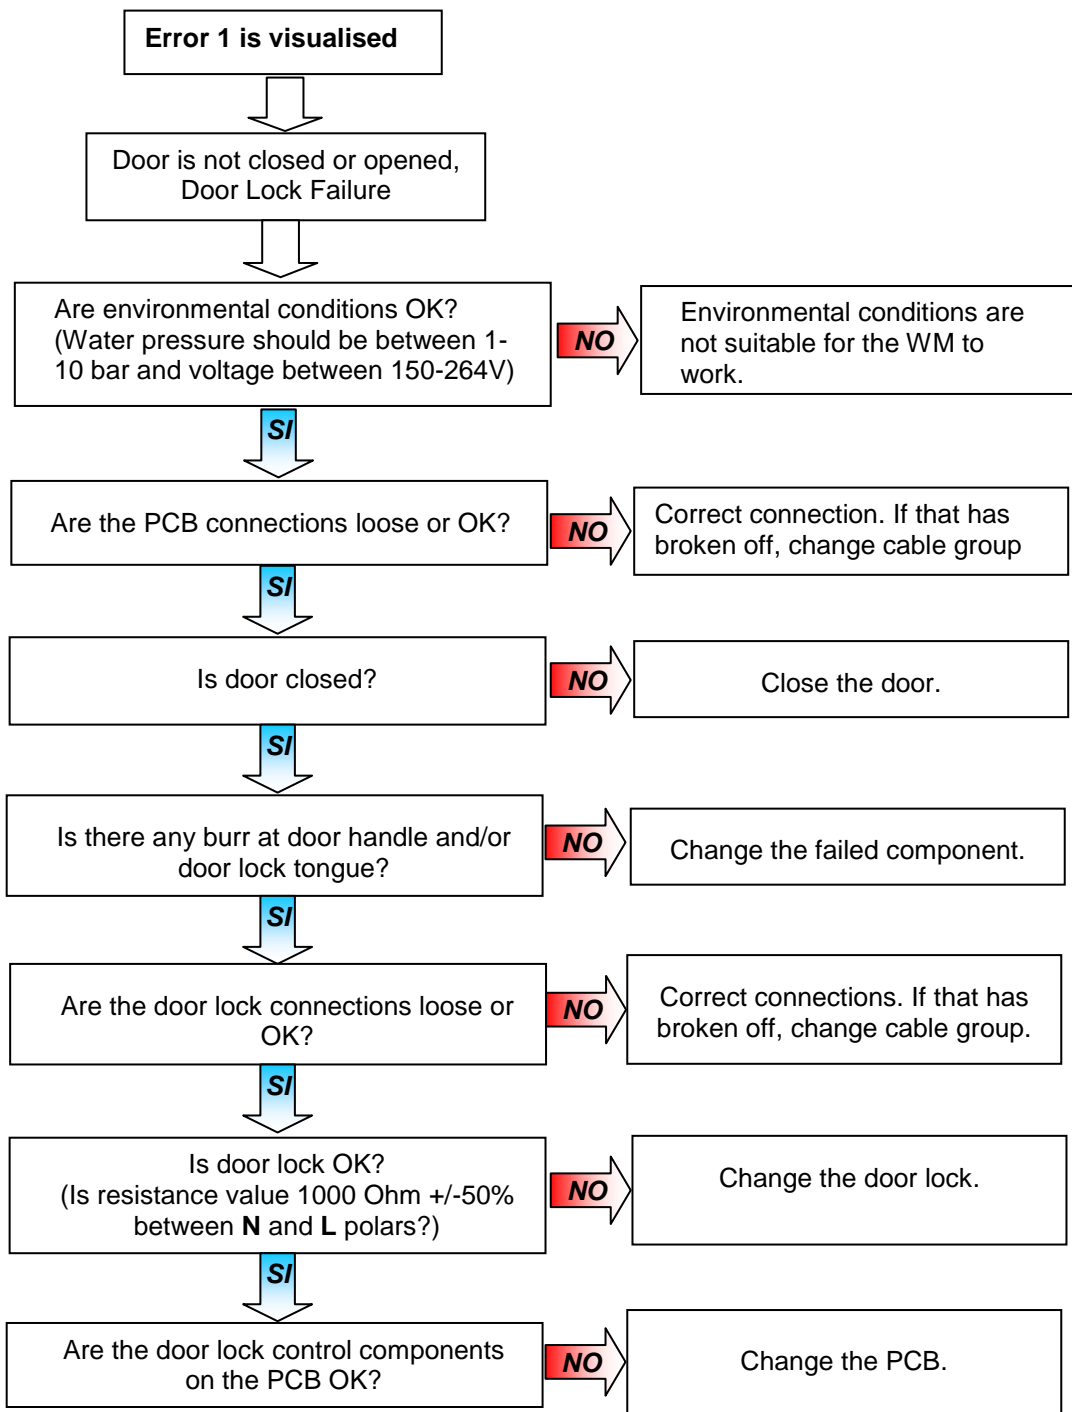 Error 1 is visualised
Door is not closed or opened,
Door Lock Failure
Are environmental conditions OK?
(Water pressure should be between 1-
10 bar and voltage between 150-264V)
NO
Environmental conditions are
not suitable for the WM to
work.
SI
Are the PCB connections loose or OK?
NO
Correct connection. If that has
broken off, change cable group
SI
Is door closed?
NO
Close the door.
SI
Is there any burr at door handle and/or
door lock tongue?
NO
Change the failed component.
SI
Are the door lock connections loose or
OK?
NO
Correct connections. If that has
broken off, change cable group.
SI
Is door lock OK?
(Is resistance value 1000 Ohm +/-50%
between N and L polars?)
NO
Change the door lock.
SI
Are the door lock control components
on the PCB OK?
NO
Change the PCB.